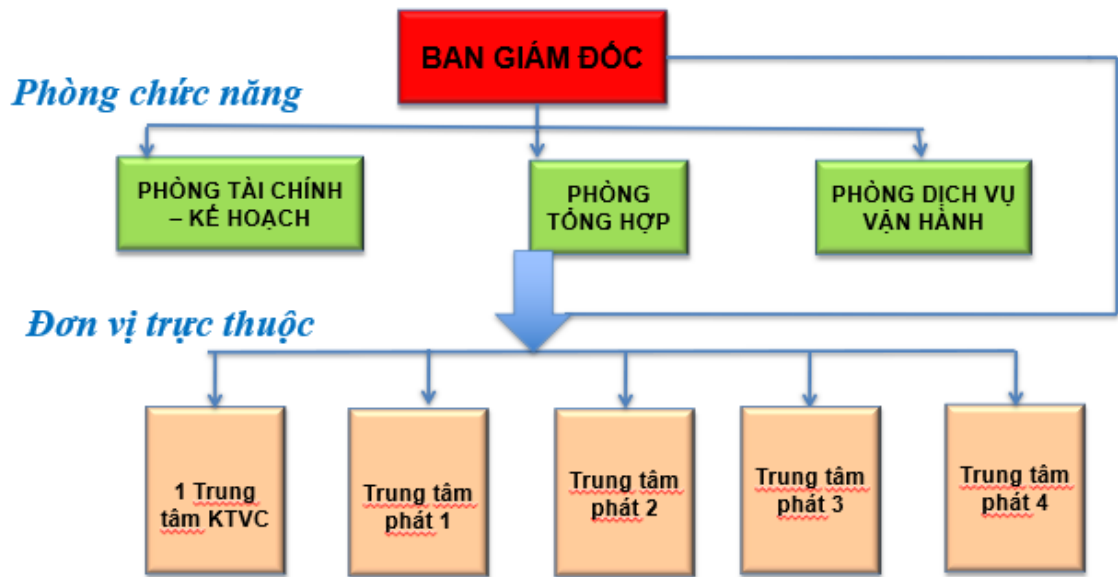 BAN GIÁM ĐỐC
Phòng chức năng
PHÒNG TÀI CHÍNH
– KẾ HOẠCH
PHÒNG
TỔNG HỢP
PHÒNG DỊCH VỤ
VẬN HÀNH
Đơn vị trực thuộc
1 Trung
tâm KTVC
Trung tâm
phát 1
Trung tâm
phát 2
Trung tâm
phát 3
Trung tâm
phát 4